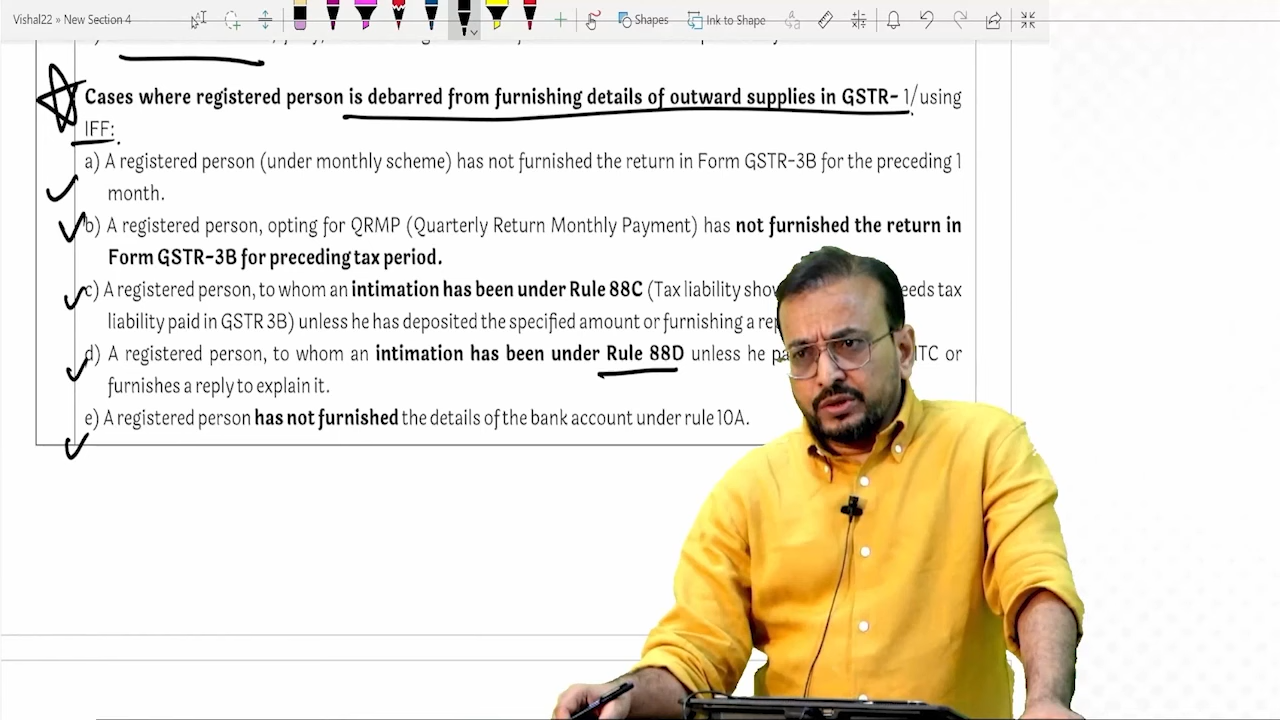 Vishal22 » New Section 4
Shapes
Ink to Shape
Cases where registered person is debarred from furnishing details of outward supplies in GSTR- 1/using
IFF:
a) A registered person (under monthly scheme) has not furnished the return in Form GSTR-3B for the preceding 1
month.
b) A registered person, opting for QRMP (Quarterly Return Monthly Payment) has not furnished the return in
Form GSTR-3B for preceding tax period.
c) A registered person, to whom an intimation has been under Rule 88C (Tax liability tax
liability paid in GSTR 3B) unless he has deposited the specified amount or furnishing a
d) A registered person, to whom an intimation has been under Rule 88D unless he ITC or
furnishes a reply to explain it.
e) A registered person has not furnished the details of the bank account under rule 10A.